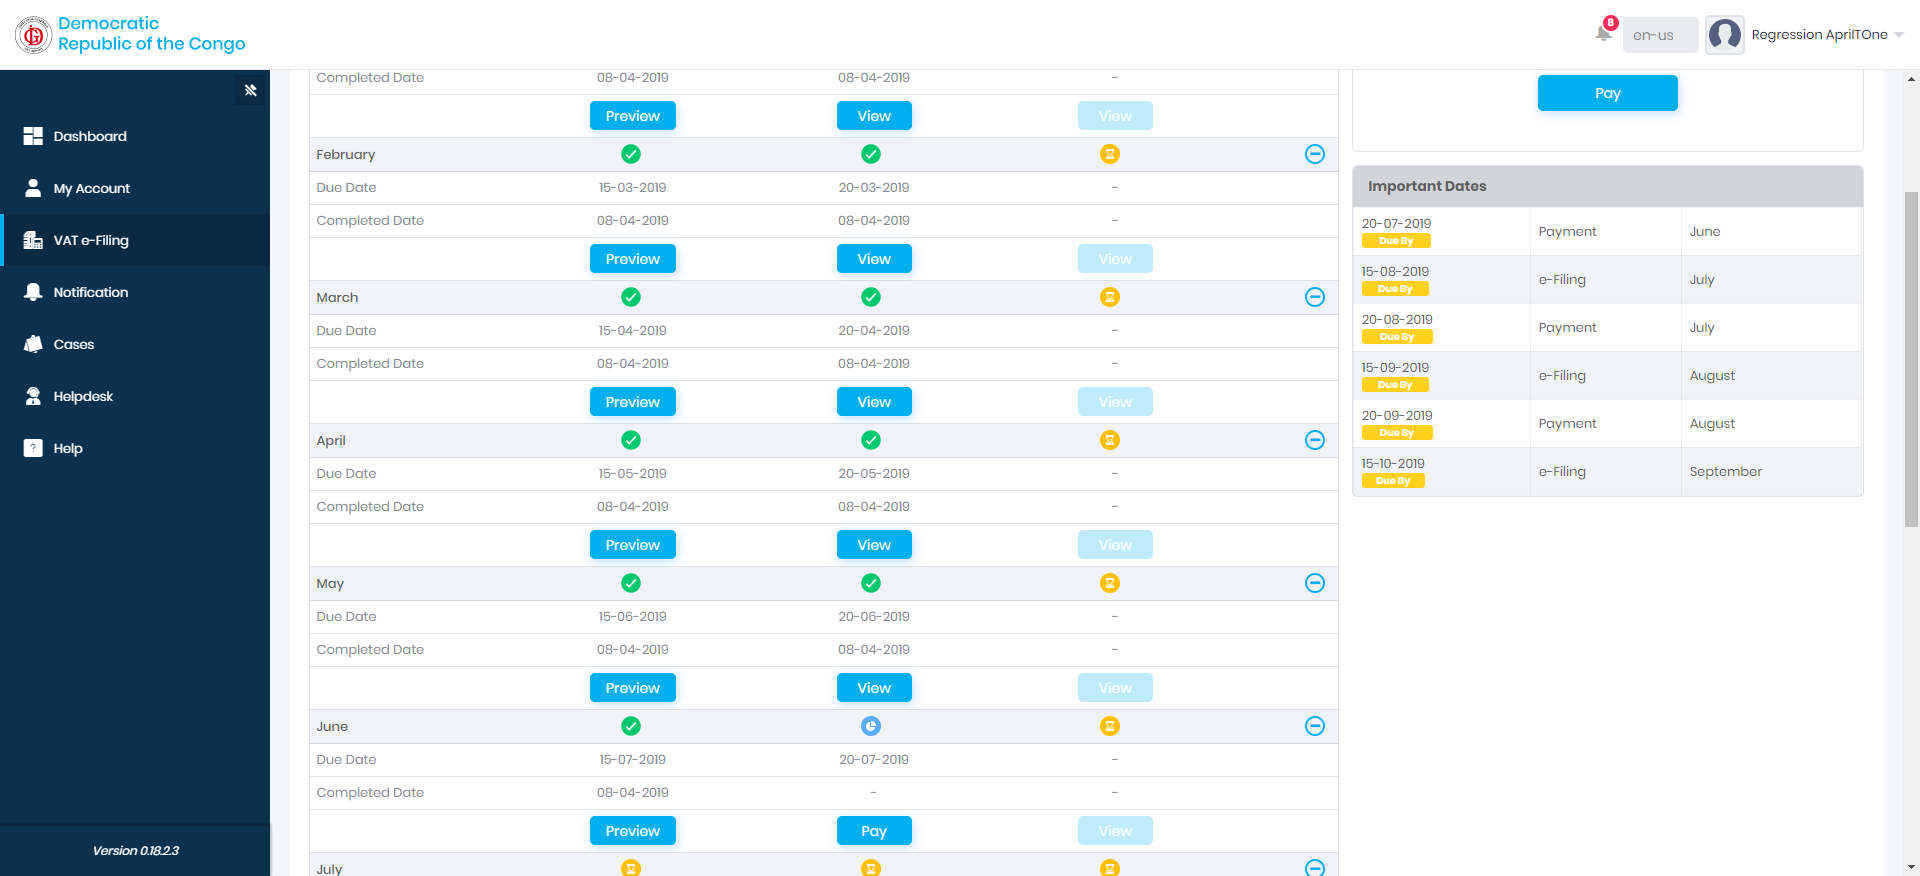 Democratic
Republic of the Congo
8
en-us
Regression AprilTOne
Dashboard
My Account
VAT e-Filing
Notification
Cases
Helpdesk
? Help
Version 0.18.2.3
Completed Date 08-04-2019 08-04-2019 -
Preview View View
February
Due Date 15-03-2019 20-03-2019 -
Completed Date 08-04-2019 08-04-2019 -
Preview View View
March
Due Date 15-04-2019 20-04-2019 -
Completed Date 08-04-2019 08-04-2019 -
Preview View View
April
Due Date 15-05-2019 20-05-2019 -
Completed Date 08-04-2019 08-04-2019 -
Preview View View
May
Due Date 15-06-2019 20-06-2019 -
Completed Date 08-04-2019 08-04-2019 -
Preview View View
June
Due Date 15-07-2019 20-07-2019 -
Completed Date 08-04-2019 - -
Preview Pay View
July
Pay
Important Dates
20-07-2019 Payment June
Due By
15-08-2019 e-Filing July
Due By
20-08-2019 Payment July
Due By
15-09-2019 e-Filing August
Due By
20-09-2019 Payment August
Due By
15-10-2019 e-Filing September
Due By